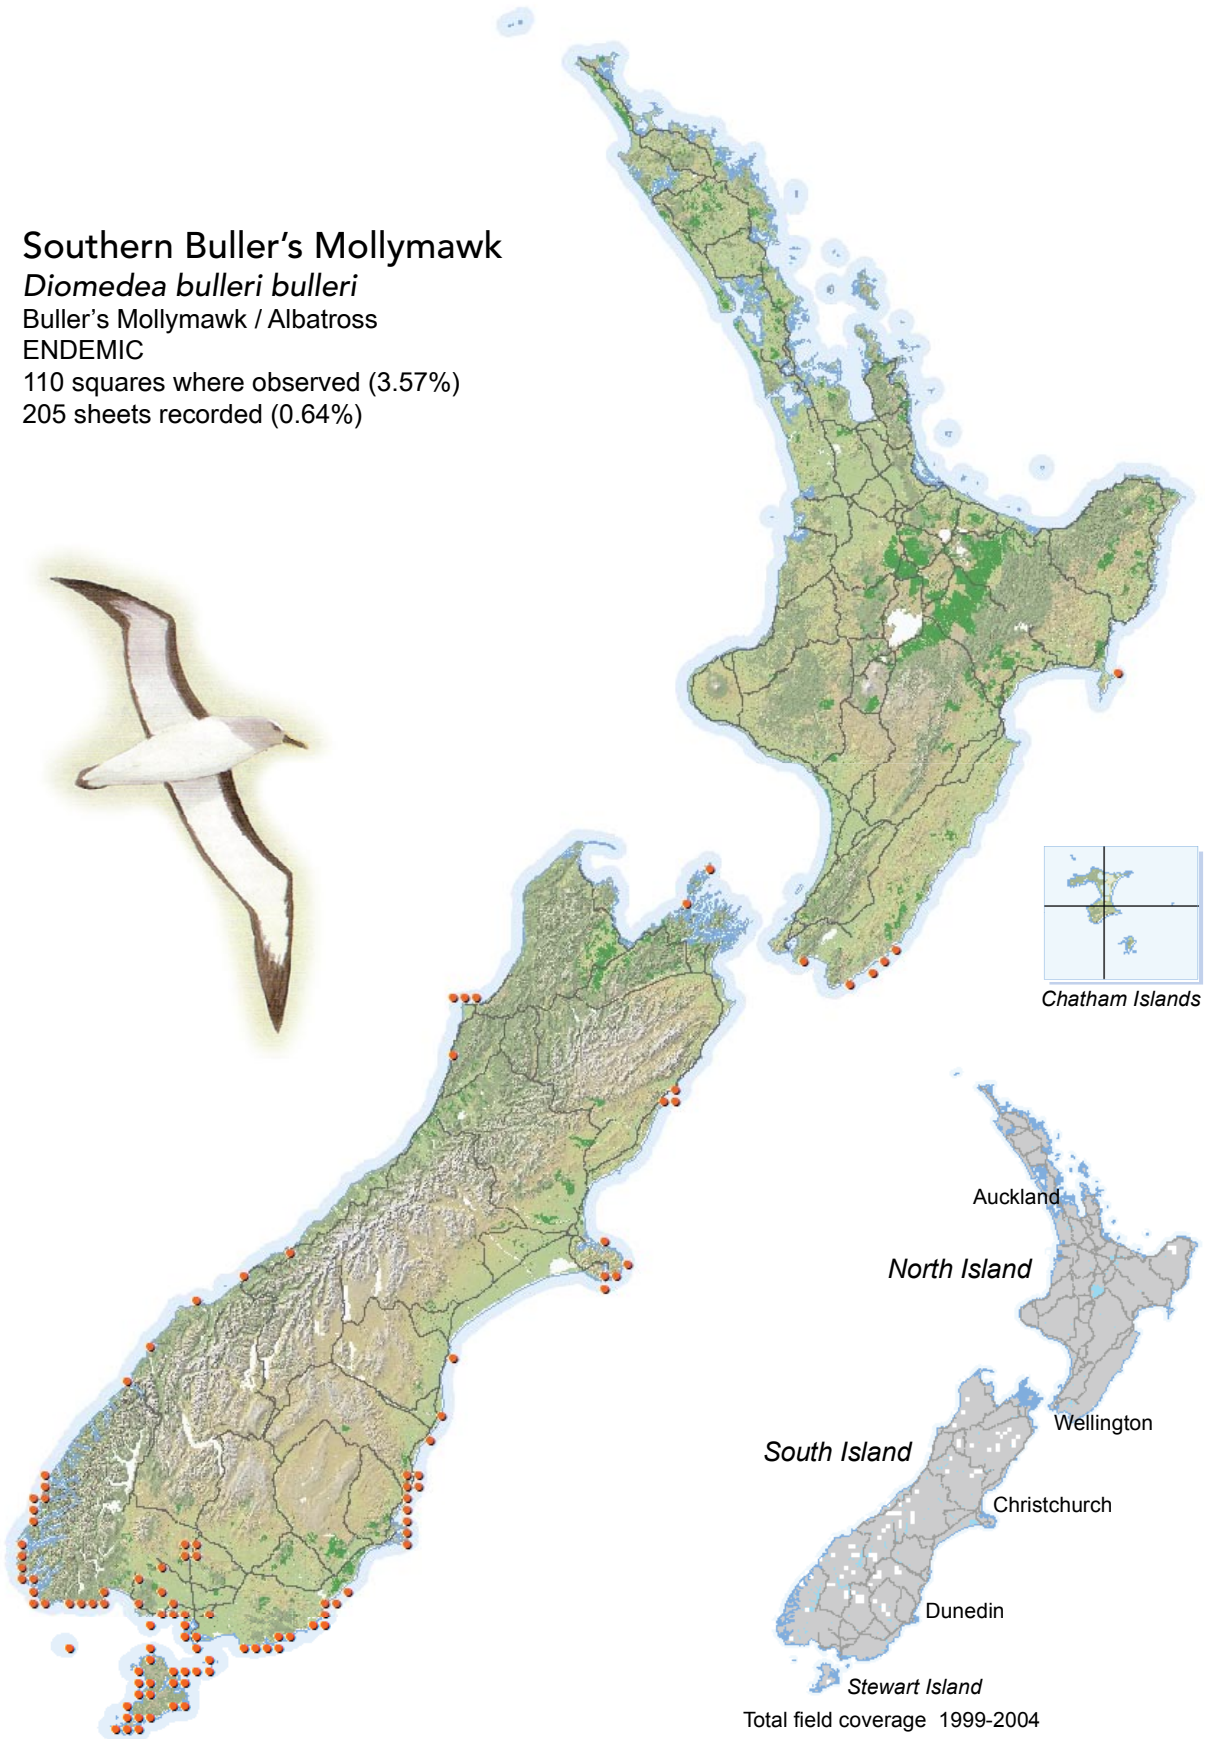 Southern Buller's Mollymawk
Diomedea bulleri bulleri
Buller's Mollymawk / Albatross
ENDEMIC
110 squares where observed (3.57%)
205 sheets recorded (0.64%)
Chatham Islands
Auckland
North Island
Wellington
South Island
Christchurch
Dunedin
Stewart Island
Total field coverage 1999-2004